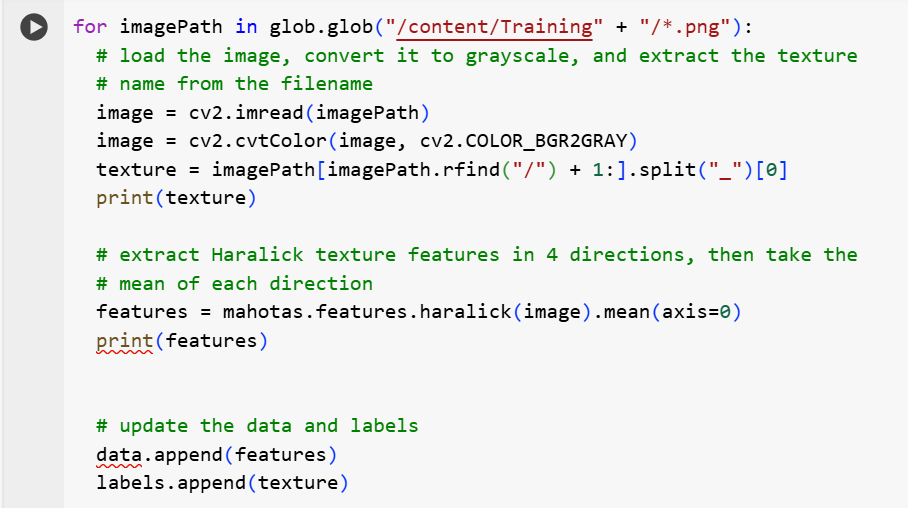 for imagePath in glob.glob("/content/Training" + "/*.png"):
  # load the image, convert it to grayscale, and extract the texture
  # name from the filename
  image = cv2.imread(imagePath)
  image = cv2.cvtColor(image, cv2.COLOR_BGR2GRAY)
  texture = imagePath[imagePath.rfind("/") + 1:].split("_")[0]
  print(texture)

  # extract Haralick texture features in 4 directions, then take the
  # mean of each direction
  features = mahotas.features.haralick(image).mean(axis=0)
  print(features)


  # update the data and labels
  data.append(features)
  labels.append(texture)